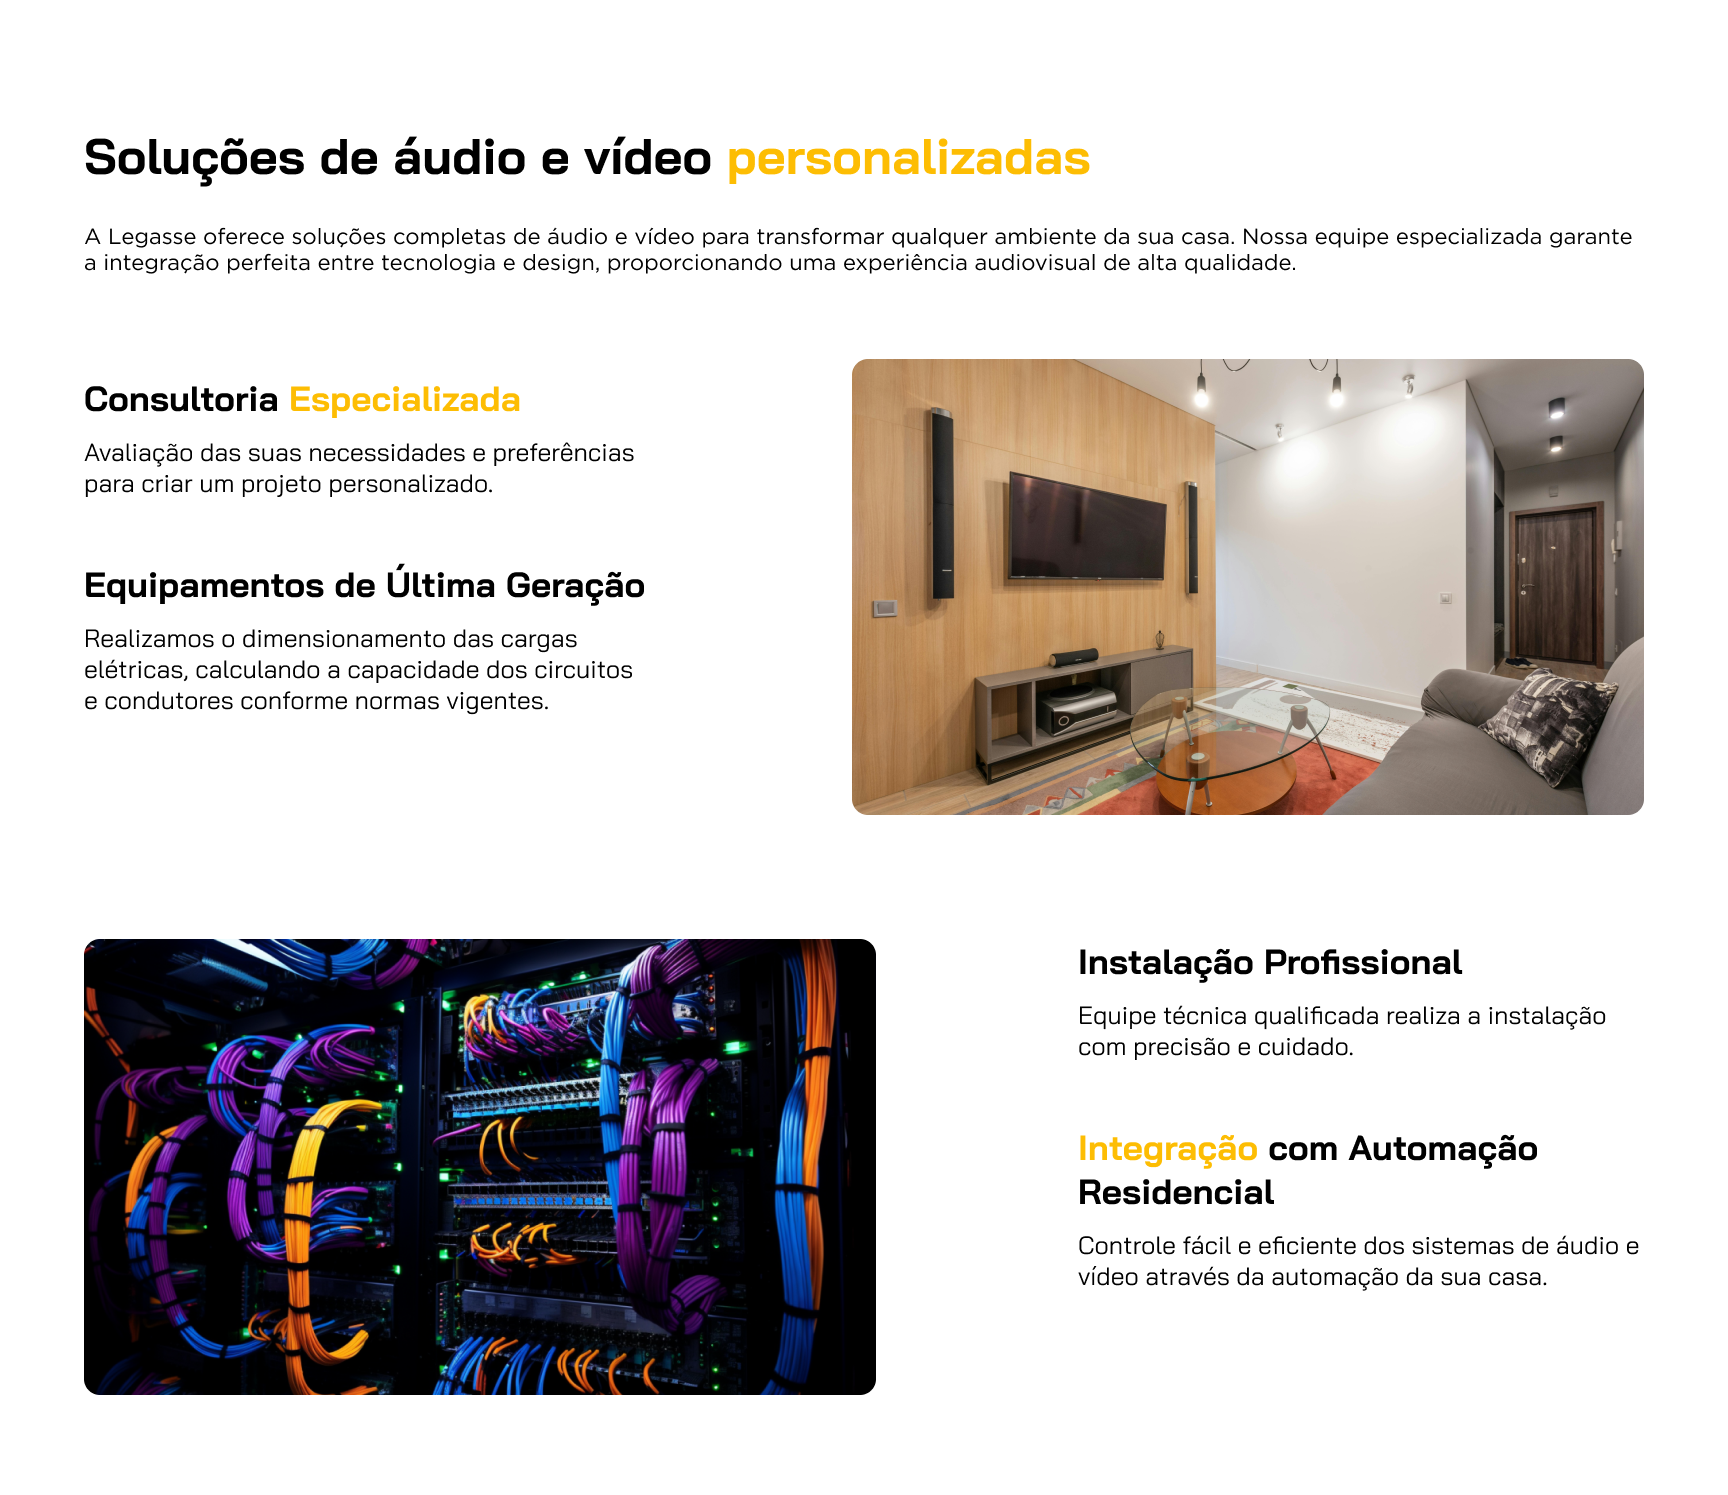 Soluções de áudio e vídeo personalizadas
A Legasse oferece soluções completas de áudio e vídeo para transformar qualquer ambiente da sua casa. Nossa equipe especializada garante
a integração perfeita entre tecnologia e design, proporcionando uma experiência audiovisual de alta qualidade.
Consultoria Especializada
Avaliação das suas necessidades e preferências
para criar um projeto personalizado.
Equipamentos de Última Geração
Realizamos o dimensionamento das cargas
elétricas, calculando a capacidade dos circuitos
e condutores conforme normas vigentes.
Instalação Profissional
Equipe técnica qualificada realiza a instalação
com precisão e cuidado.
Integração com Automação
Residencial
Controle fácil e eficiente dos sistemas de áudio e
vídeo através da automação da sua casa.